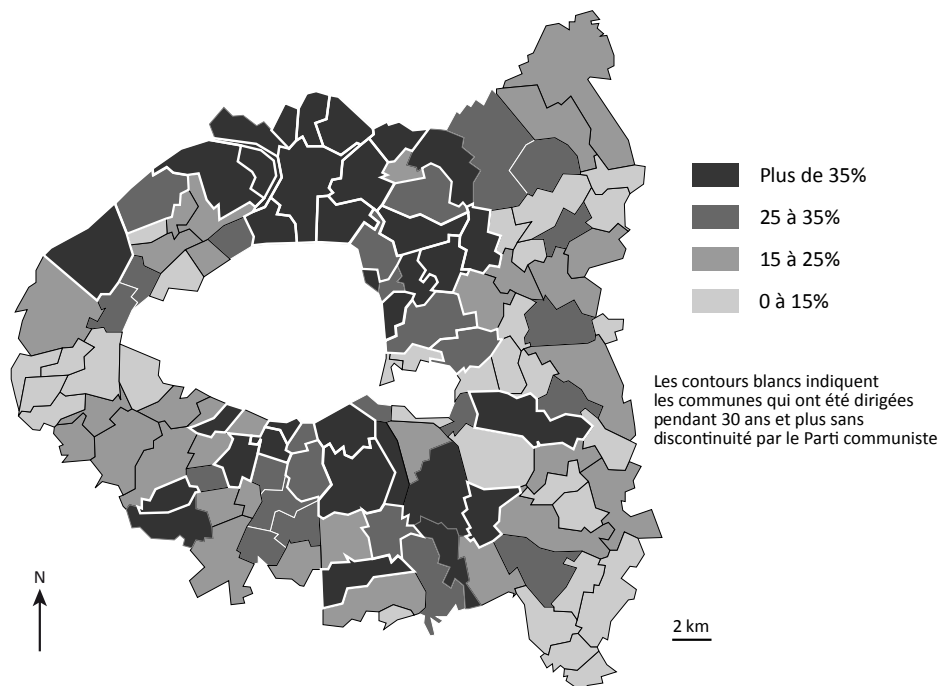 Plus de 35%
25 à 35%
15 à 25%
0 à 15%
Les contours blancs indiquent
les communes qui ont été dirigées
pendant 30 ans et plus sans
discontinuité par le Parti communiste
N
2 km